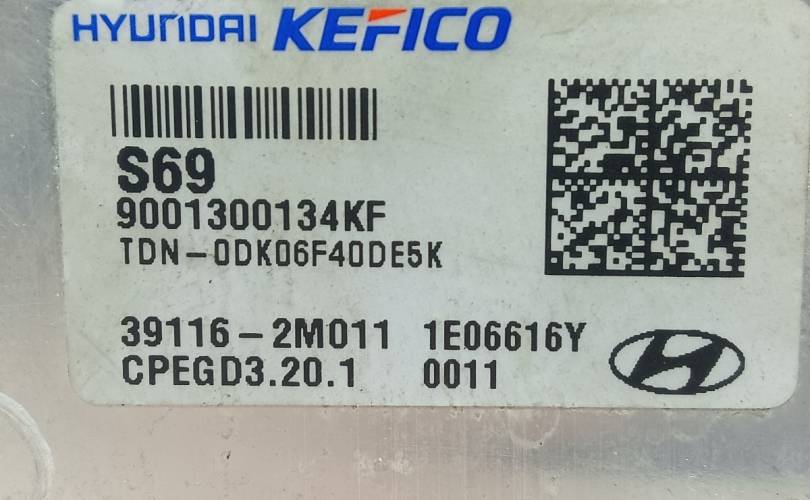 HYUNDAI KEFICO
S69
9001300134KF
TDN-0DK06F40DE5K
39116-2M011 1E06616Y
CPEGD3.20.1 0011